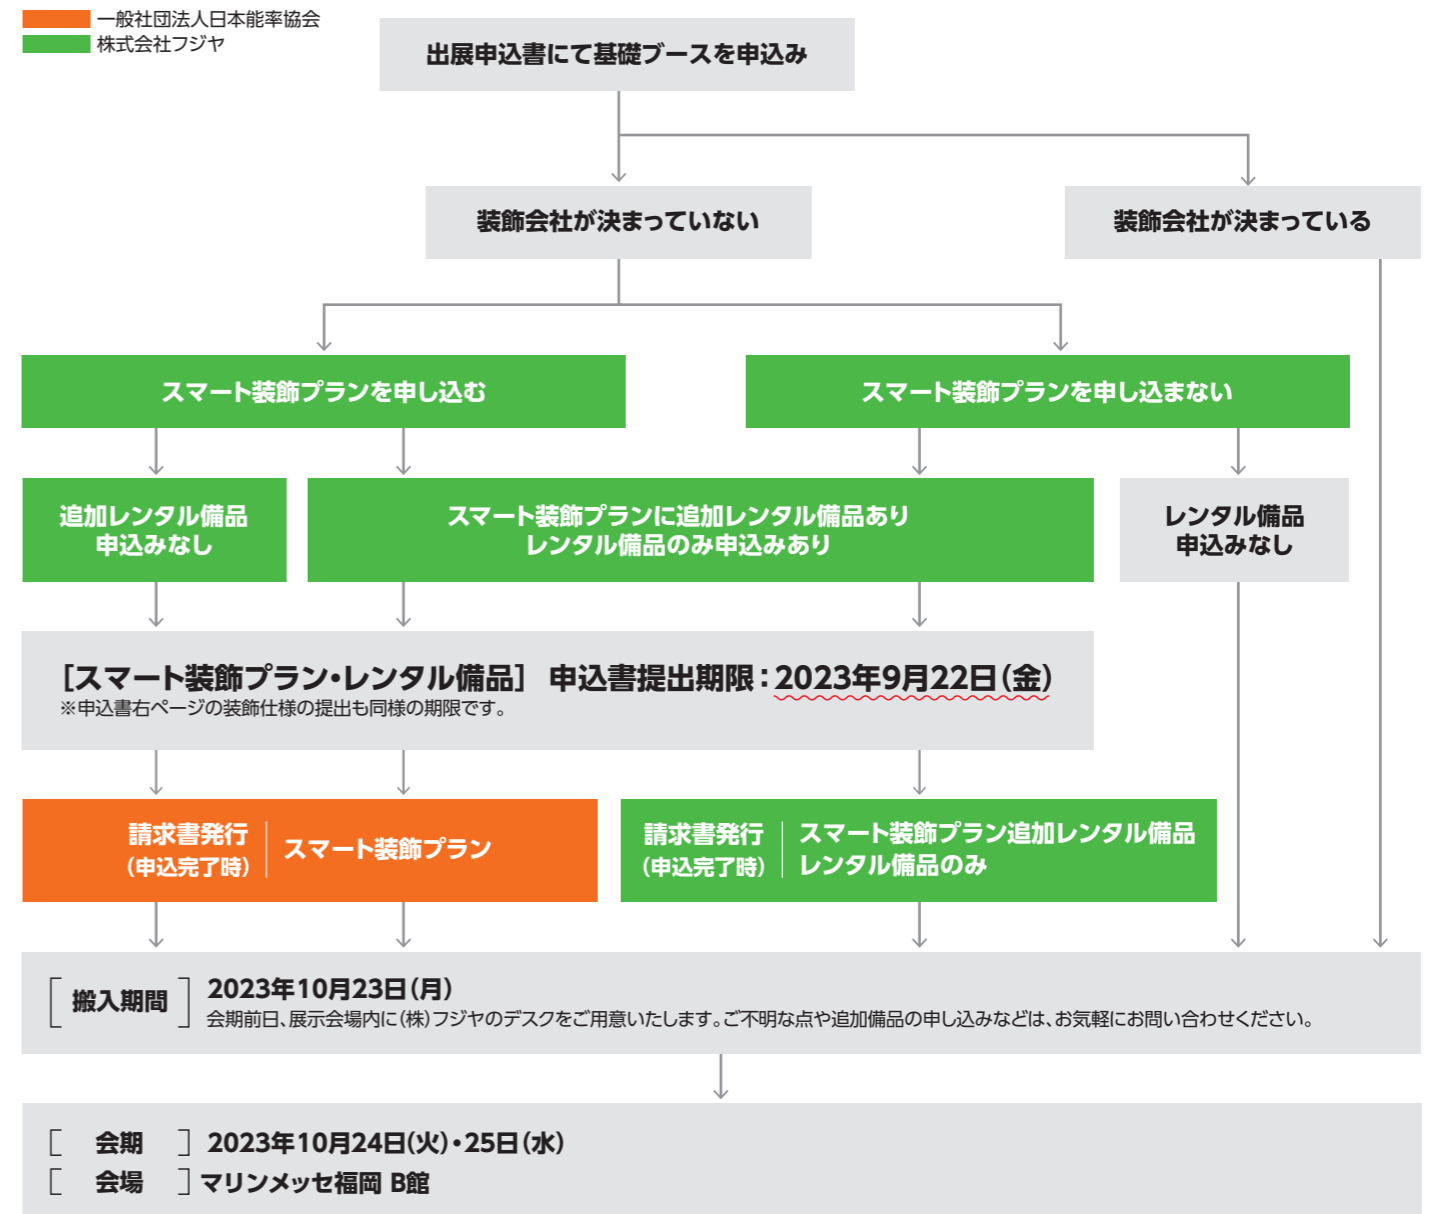 一般社団法人日本能率協会
株式会社フジヤ
出展申込書にて基礎ブースを申込み
装飾会社が決まっていない
装飾会社が決まっている
スマート装飾プランを申し込む
スマート装飾プランを申し込まない
追加レンタル備品
申込みなし
スマート装飾プランに追加レンタル備品あり
レンタル備品のみ申込みあり
レンタル備品
申込みなし
[スマート装飾プラン・レンタル備品] 申込書提出期限：2023年9月22日（金）
※申込書右ページの装飾仕様の提出も同様の期限です。
請求書発行
（申込完了時）
スマート装飾プラン
請求書発行
（申込完了時）
スマート装飾プラン追加レンタル備品
レンタル備品のみ
[搬入期間] 2023年10月23日（月）
会期前日、展示会場内に（株）フジヤのデスクをご用意いたします。ご不明な点や追加備品の申し込みなどは、お気軽にお問い合わせください。
[会期] 2023年10月24日（火）・25日（水）
[会場] マリンメッセ福岡 B館